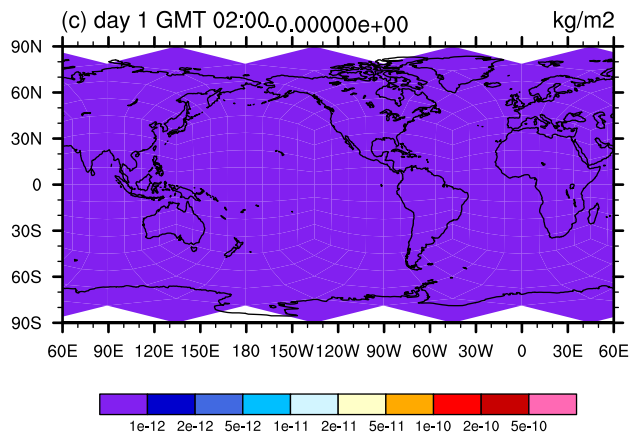 (c) day 1 GMT 02:00 -0.00000e+00 kg/m2
90N
60N
30N
0
30S
60S
90S
60E 90E 120E 150E 180 150W 120W 90W 60W 30W 0 30E 60E
1e-12 2e-12 5e-12 1e-11 2e-11 5e-11 1e-10 2e-10 5e-10